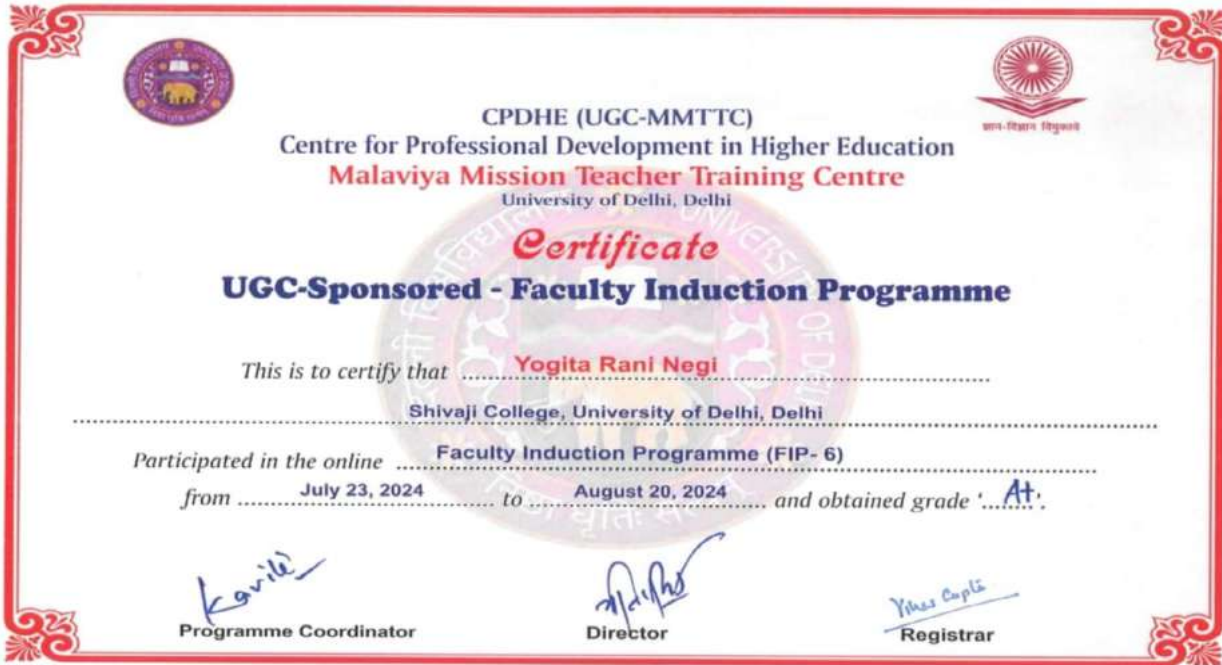 ज्ञान-विज्ञान विमुक्तये
CPDHE (UGC-MMTTC)
Centre for Professional Development in Higher Education
Malaviya Mission Teacher Training Centre
University of Delhi, Delhi
Certificate
UGC-Sponsored - Faculty Induction Programme
This is to certify that Yogita Rani Negi
Shivaji College, University of Delhi, Delhi
Participated in the online Faculty Induction Programme (FIP- 6)
from July 23, 2024 to August 20, 2024 and obtained grade 'A+'.
Kavita
Programme Coordinator
Director
Registrar